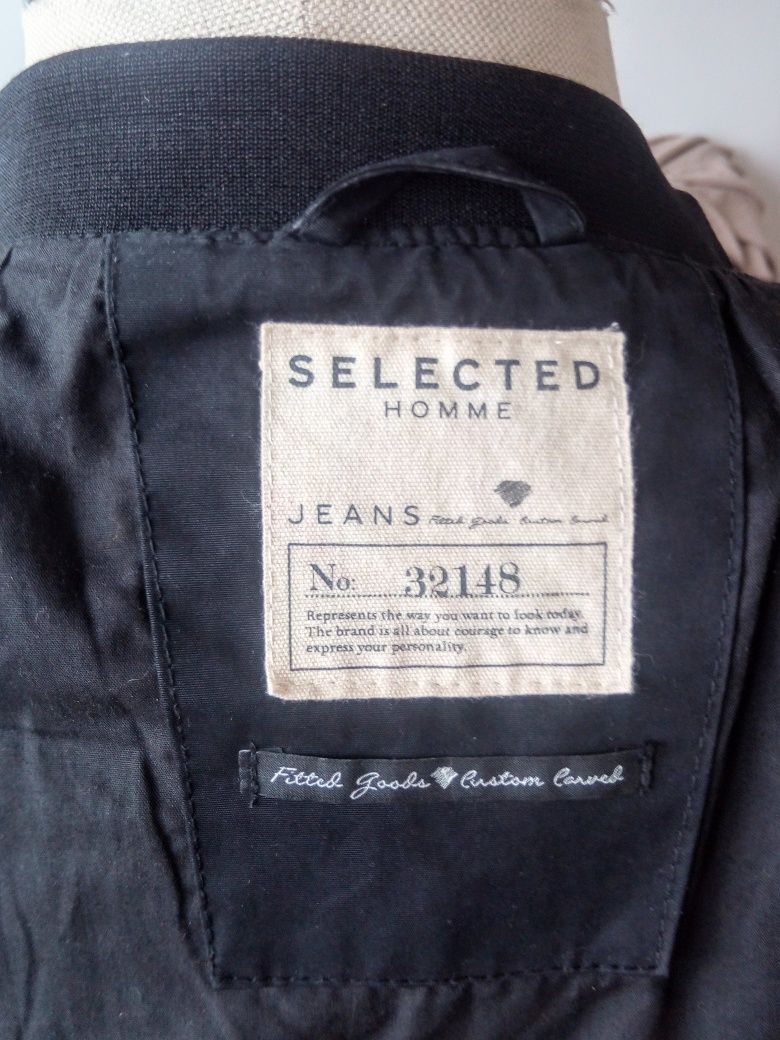 SELECTED
HOMME
JEANS Fitted Goods Custom Carved
No: 32148
Represents the way you want to look today.
The brand is all about courage to know and
express your personality.
Fitted Goods Custom Carved